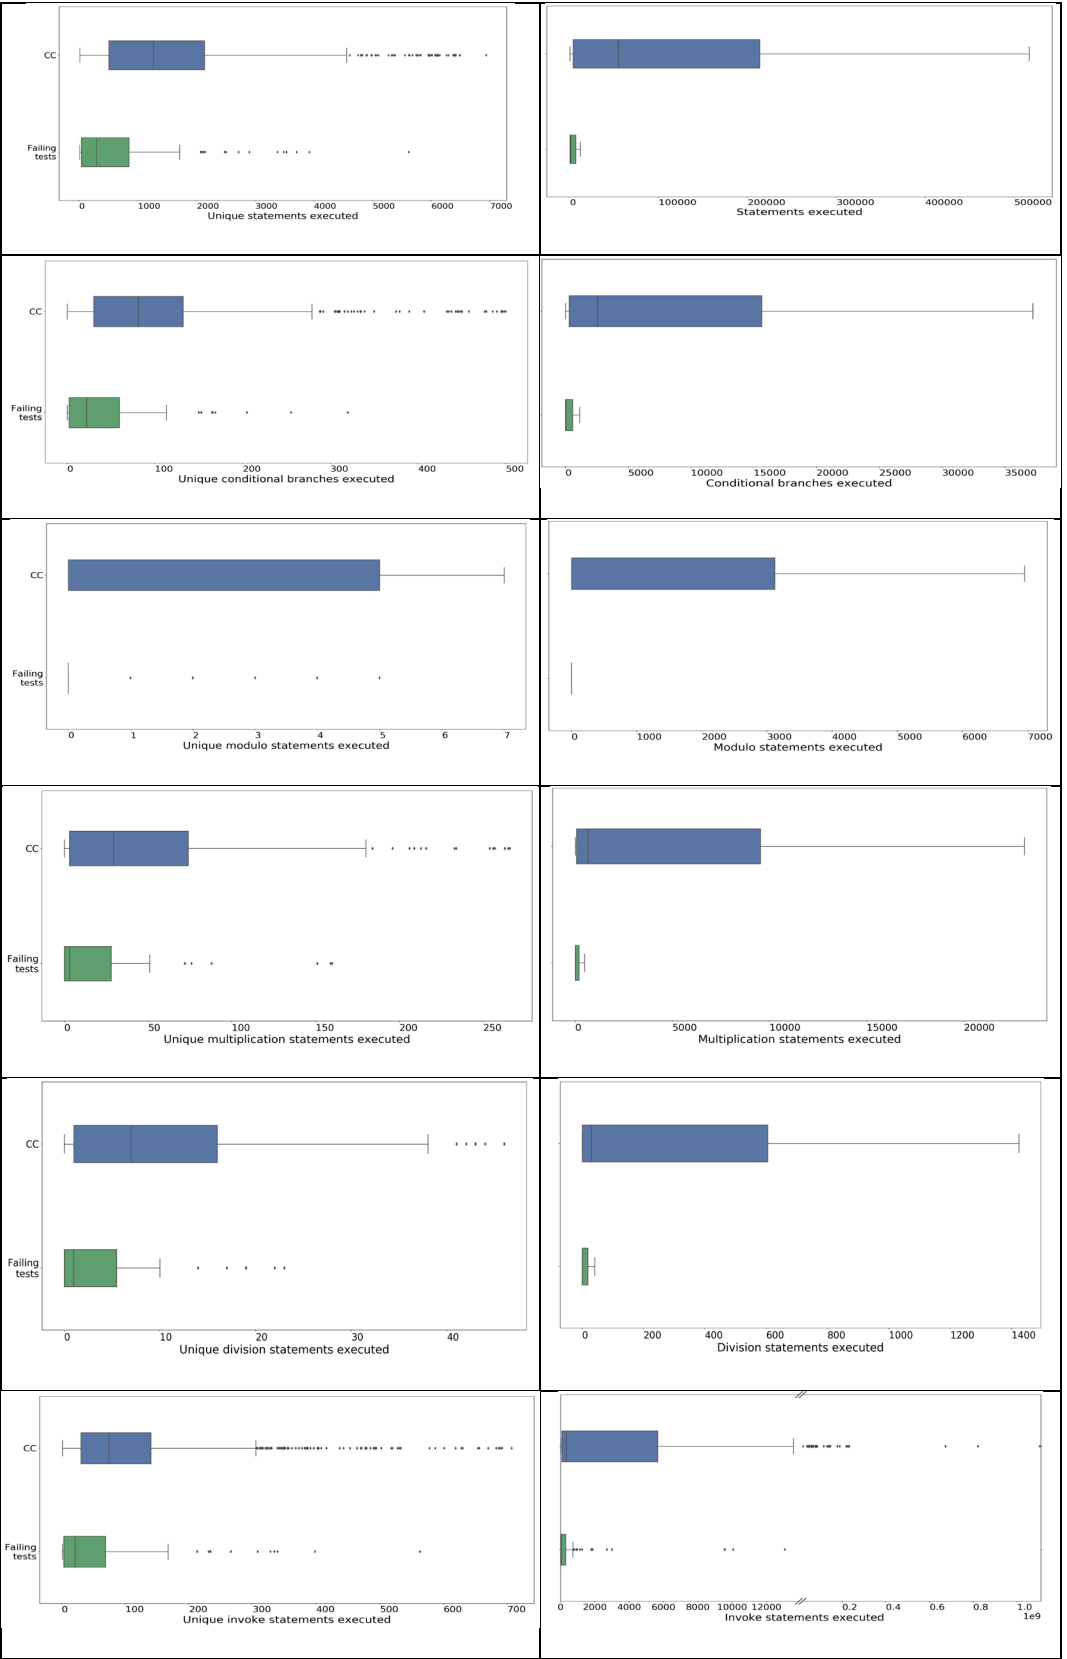 CC
Failing
tests
0 1000 2000 3000 4000 5000 6000 7000
Unique statements executed
0 100000 200000 300000 400000 500000
Statements executed
CC
Failing
tests
0 100 200 300 400 500
Unique conditional branches executed
0 5000 10000 15000 20000 25000 30000 35000
Conditional branches executed
CC
Failing
tests
0 1 2 3 4 5 6 7
Unique modulo statements executed
0 1000 2000 3000 4000 5000 6000 7000
Modulo statements executed
CC
Failing
tests
0 50 100 150 200 250
Unique multiplication statements executed
0 5000 10000 15000 20000
Multiplication statements executed
CC
Failing
tests
0 10 20 30 40
Unique division statements executed
0 200 400 600 800 1000 1200 1400
Division statements executed
CC
Failing
tests
0 100 200 300 400 500 600 700
Unique invoke statements executed
0 2000 4000 6000 8000 10000 12000 0.2 0.4 0.6 0.8 1.0
Invoke statements executed
1e9